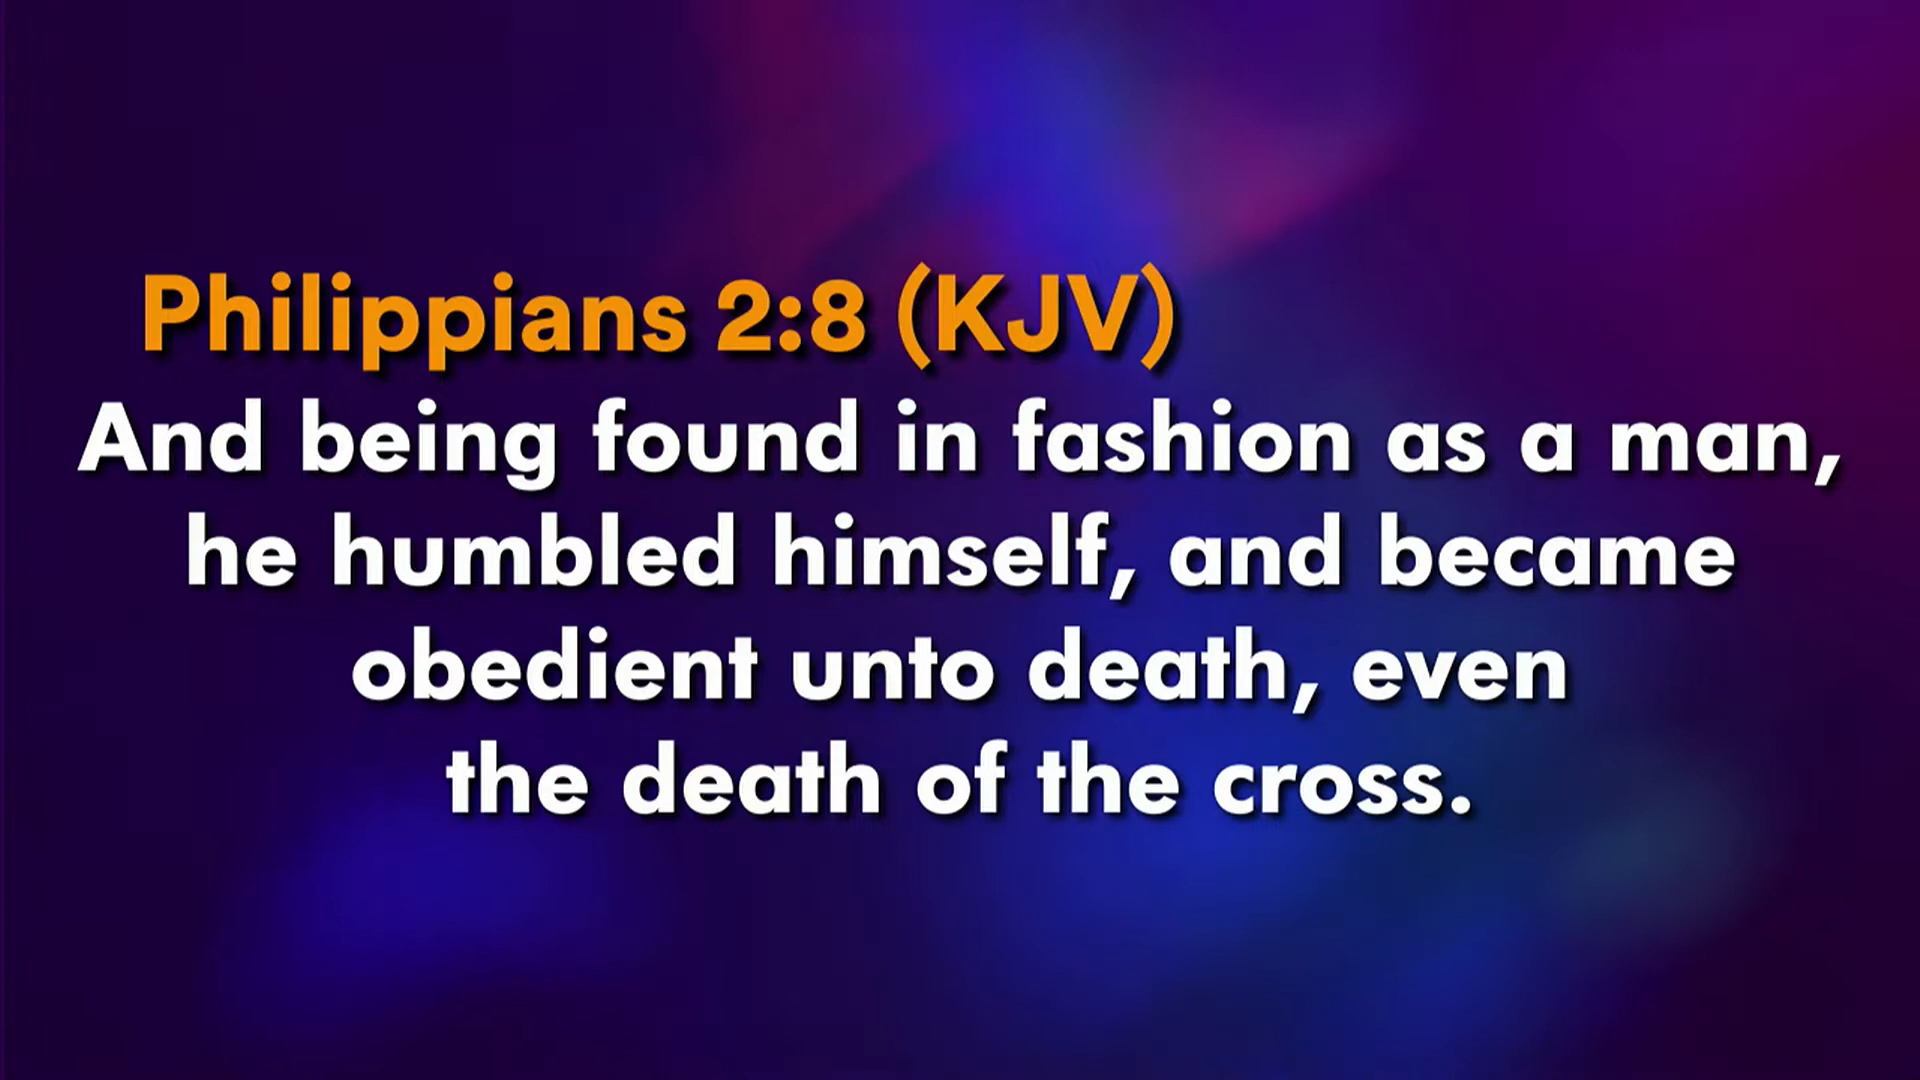 Philippians 2:8 (KJV)
And being found in fashion as a man,
he humbled himself, and became
obedient unto death, even
the death of the cross.